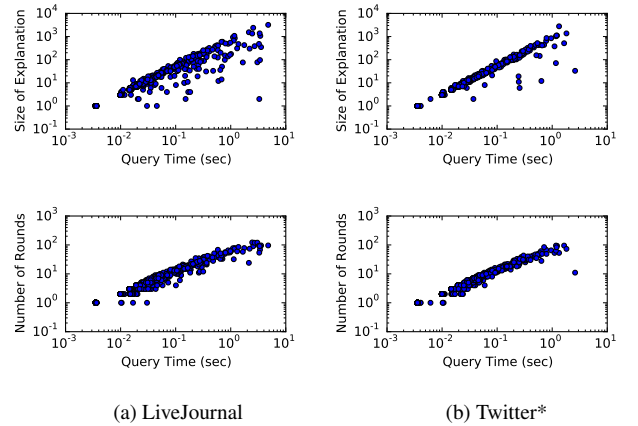 Size of Explanation
10^4
10^3
10^2
10^1
10^0
10^-1
10^-3 10^-2 10^-1 10^0 10^1
Query Time (sec)
Size of Explanation
10^4
10^3
10^2
10^1
10^0
10^-1
10^-3 10^-2 10^-1 10^0 10^1
Query Time (sec)
Number of Rounds
10^3
10^2
10^1
10^0
10^-1
10^-3 10^-2 10^-1 10^0 10^1
Query Time (sec)
Number of Rounds
10^3
10^2
10^1
10^0
10^-1
10^-3 10^-2 10^-1 10^0 10^1
Query Time (sec)
(a) LiveJournal
(b) Twitter*